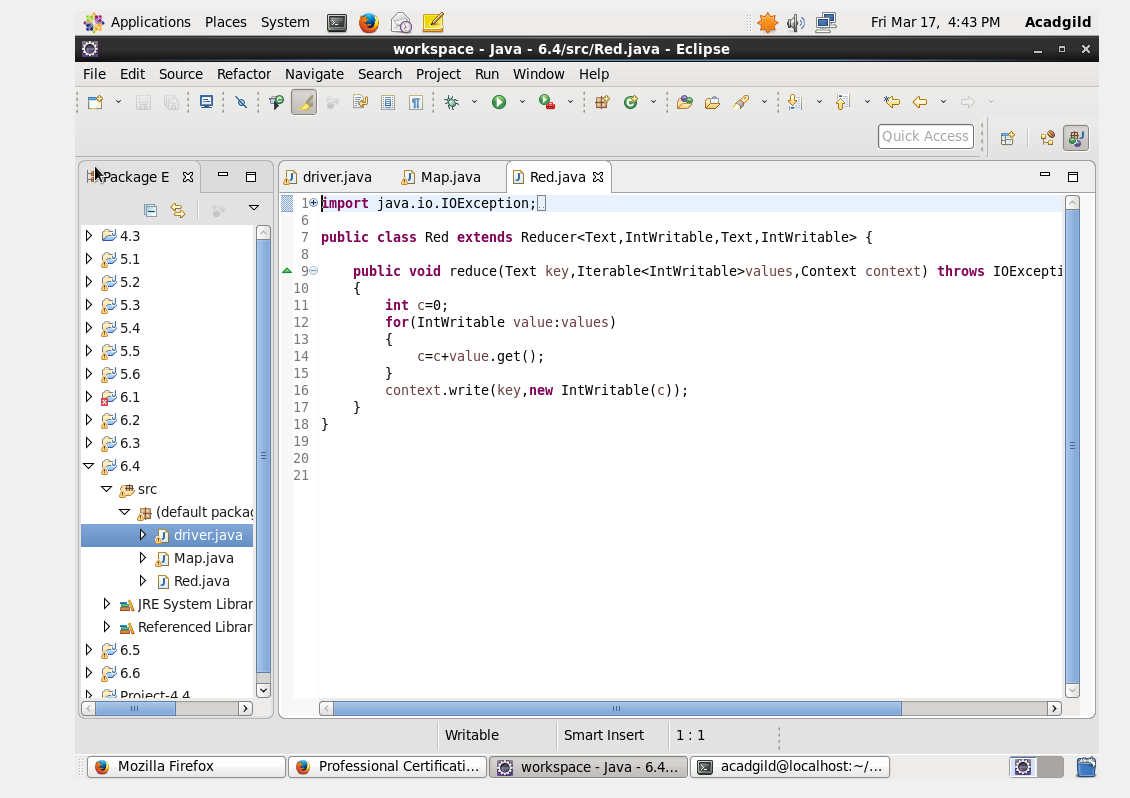 Applications Places System Fri Mar 17, 4:43 PM Acadgild
workspace - Java - 6.4/src/Red.java - Eclipse
File Edit Source Refactor Navigate Search Project Run Window Help
Quick Access
Package E
4.3
5.1
5.2
5.3
5.4
5.5
5.6
6.1
6.2
6.3
6.4
src
(default packag
driver.java
Map.java
Red.java
JRE System Librar
Referenced Librar
6.5
6.6
Project-4.4
driver.java Map.java Red.java
1 import java.io.IOException;
6
7 public class Red extends Reducer<Text,IntWritable,Text,IntWritable> {
8
9 public void reduce(Text key,Iterable<IntWritable>values,Context context) throws IOExcepti
10 {
11 int c=0;
12 for(IntWritable value:values)
13 {
14 c=c+value.get();
15 }
16 context.write(key,new IntWritable(c));
17 }
18 }
19
20
21
Writable Smart Insert 1 : 1
Mozilla Firefox Professional Certificati... workspace - Java - 6.4... acadgild@localhost:~/...